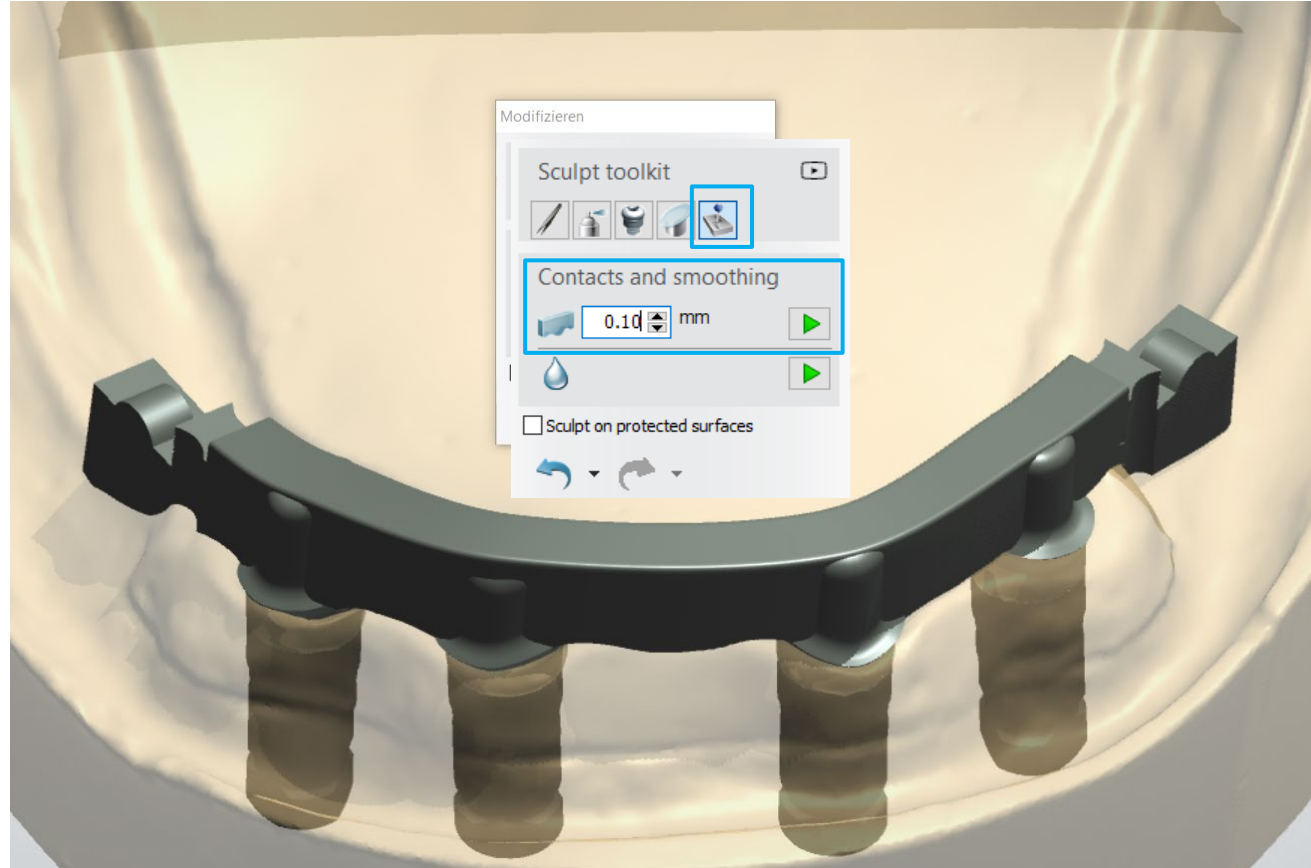 Modifizieren
Sculpt toolkit
Contacts and smoothing
0.10 mm
Sculpt on protected surfaces